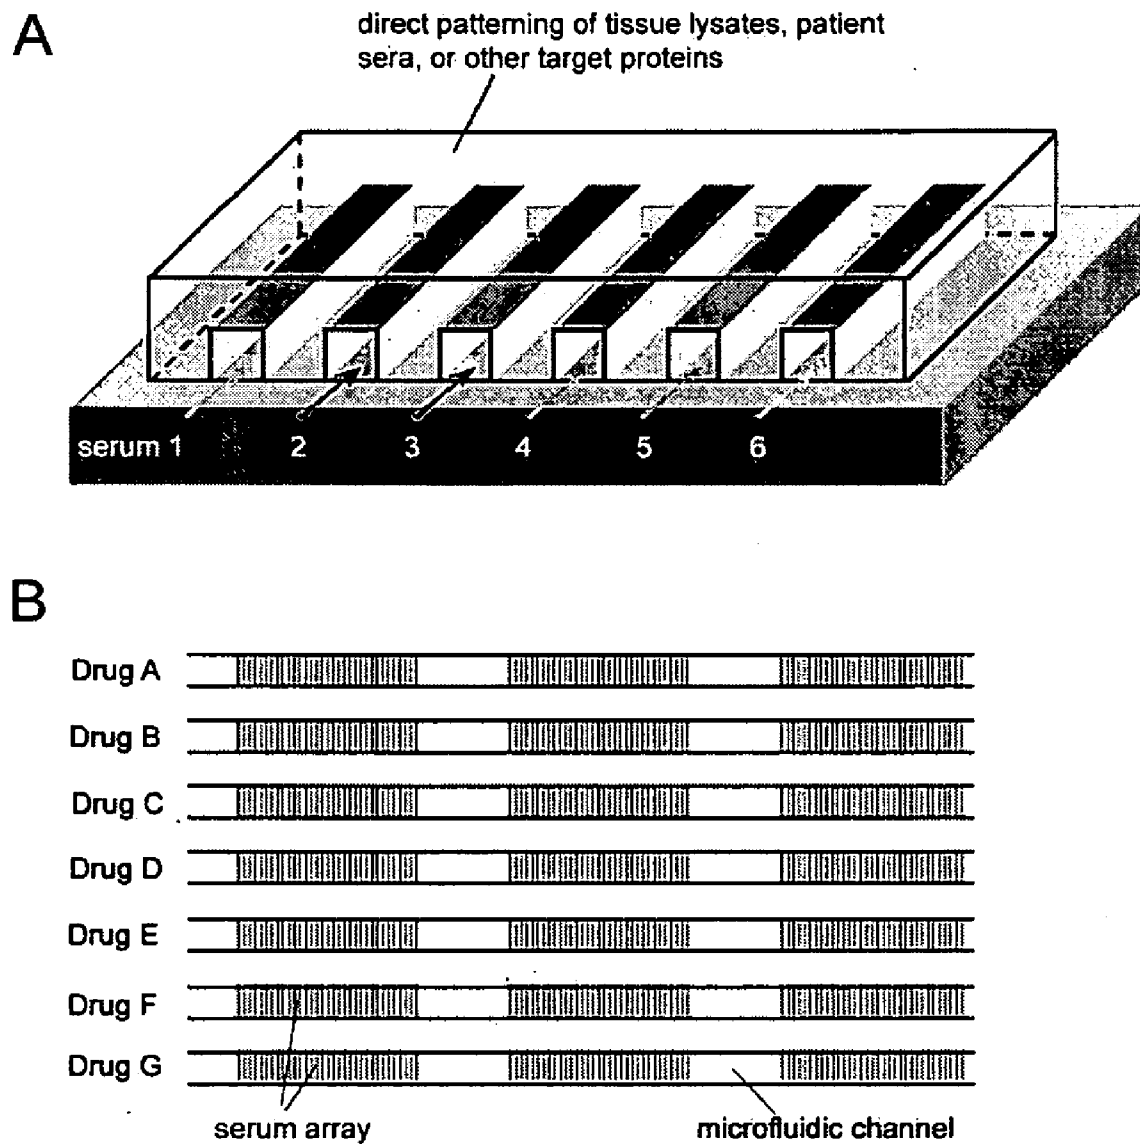 A
direct patterning of tissue lysates, patient
sera, or other target proteins
serum 1 2 3 4 5 6
B
Drug A
Drug B
Drug C
Drug D
Drug E
Drug F
Drug G
serum array microfluidic channel